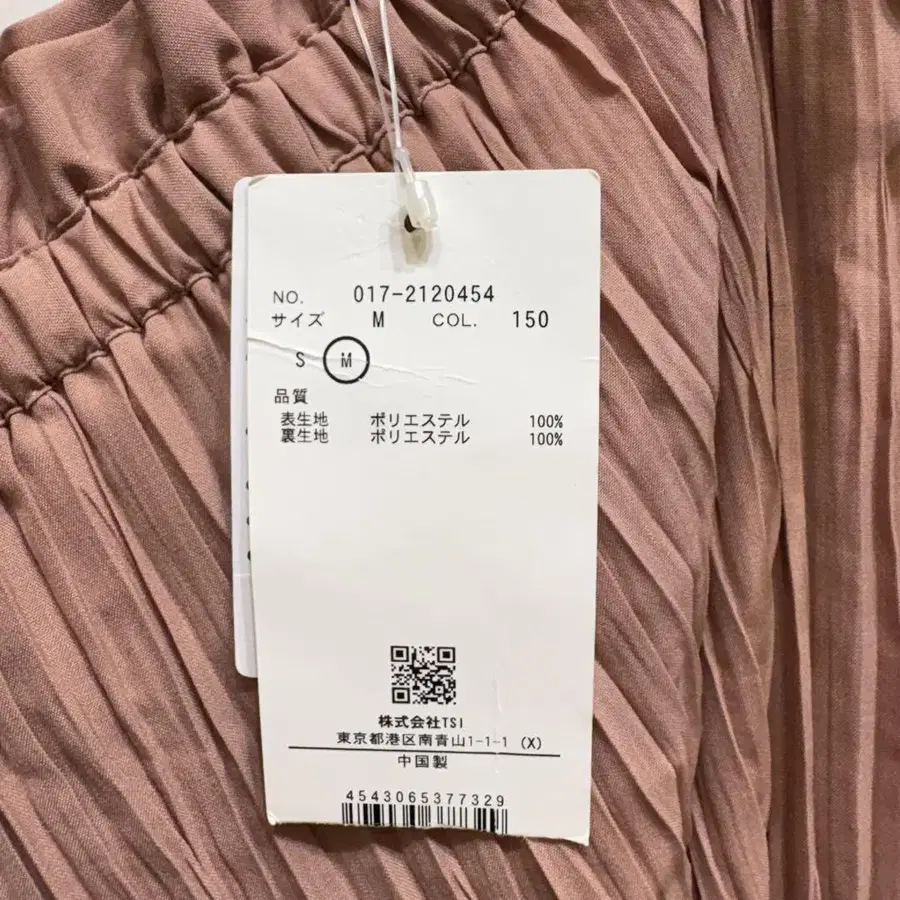 NO. 017-2120454
サイズ M COL. 150
S M
品質
表生地 ポリエステル 100%
裏生地 ポリエステル 100%
株式会社TSI
東京都港区南青山1-1-1 (X)
中国製
4543065377329